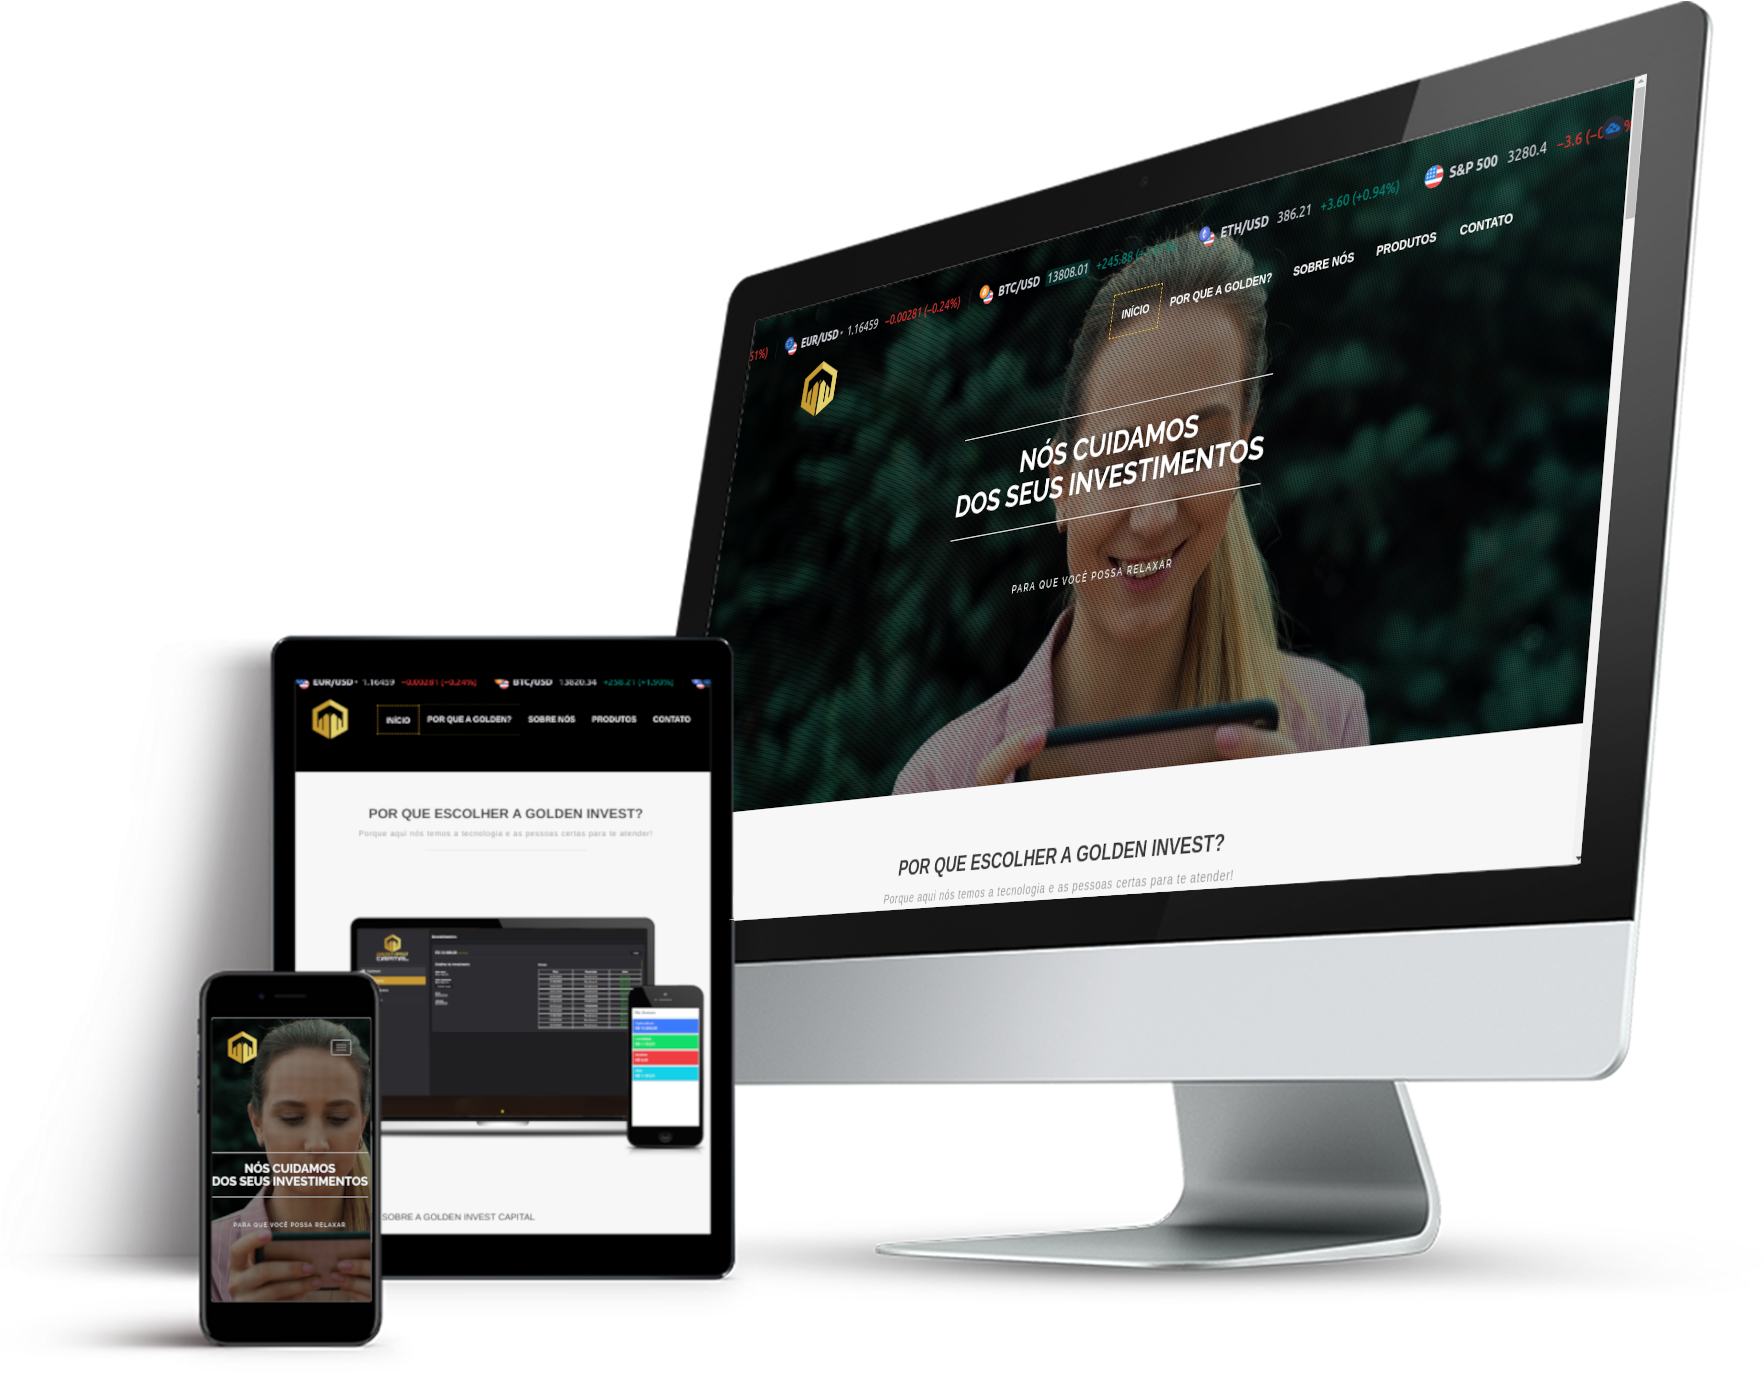 51%)
EUR/USD 1.16459 −0.00281 (−0.24%)
BTC/USD 13808.01 +245.88
ETH/USD 386.21 +3.60 (+0.94%)
S&P 500 3280.4 −3.6
INÍCIO
POR QUE A GOLDEN?
SOBRE NÓS
PRODUTOS
CONTATO
NÓS CUIDAMOS
DOS SEUS INVESTIMENTOS
PARA QUE VOCÊ POSSA RELAXAR
POR QUE ESCOLHER A GOLDEN INVEST?
Porque aqui nós temos a tecnologia e as pessoas certas para te atender!
EUR/USD 1.16459 −0.00281 (−0.24%)
BTC/USD 13820.34 +258.21 (+1.90%)
INÍCIO
POR QUE A GOLDEN?
SOBRE NÓS
PRODUTOS
CONTATO
POR QUE ESCOLHER A GOLDEN INVEST?
Porque aqui nós temos a tecnologia e as pessoas certas para te atender!
CAPITAL
SOBRE A GOLDEN INVEST CAPITAL
NÓS CUIDAMOS
DOS SEUS INVESTIMENTOS
PARA QUE VOCÊ POSSA RELAXAR